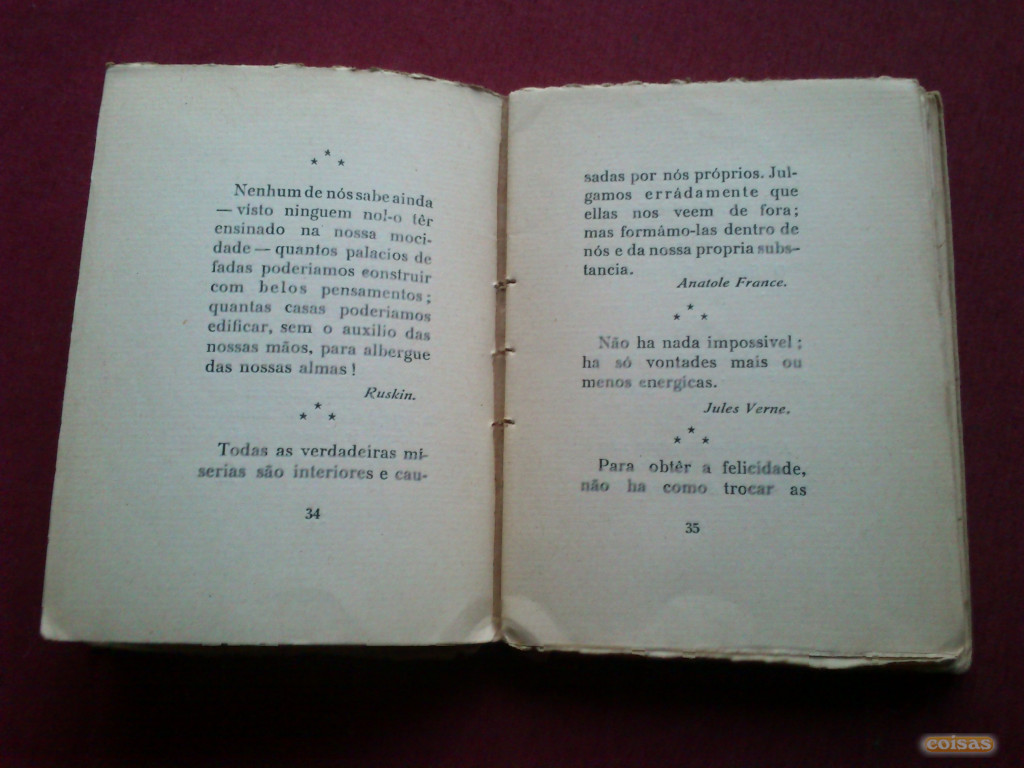 Nenhum de nós sabe ainda
— vísto ninguem nol-o têr
ensinado na nossa moci-
dade — quantos palacios de
fadas poderiamos construir
com belos pensamentos;
quantas casas poderiamos
edificar, sem o auxilio das
nossas mãos, para albergue
das nossas almas!
Ruskin.
Todas as verdadeiras mi-
serias são interiores e cau-
34
sadas por nós próprios. Jul-
gamos errádamente que
ellas nos veem de fora;
mas formâmo-las dentro de
nós e da nossa propria subs-
tancia.
Anatole France.
Não ha nada impossivel;
ha só vontades mais ou
menos energicas.
Jules Verne.
Para obtêr a felicidade,
não ha como trocar as
35
coisas